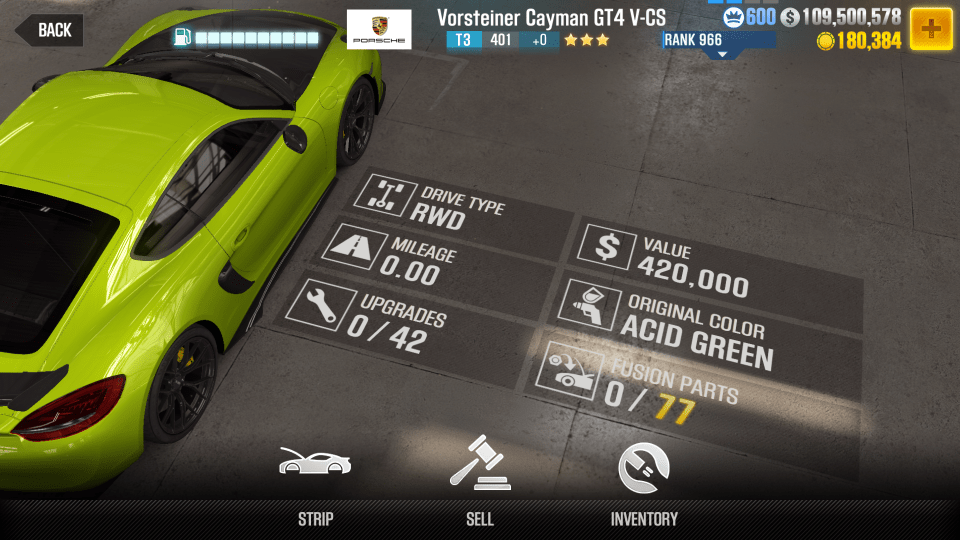 BACK
PORSCHE
Vorsteiner Cayman GT4 V-CS
T3 401 +0
600 $ 109,500,578
RANK 966
180,384
DRIVE TYPE
RWD
MILEAGE
0.00
UPGRADES
0 / 42
$ VALUE
420,000
ORIGINAL COLOR
ACID GREEN
FUSION PARTS
0 / 77
STRIP
SELL
INVENTORY